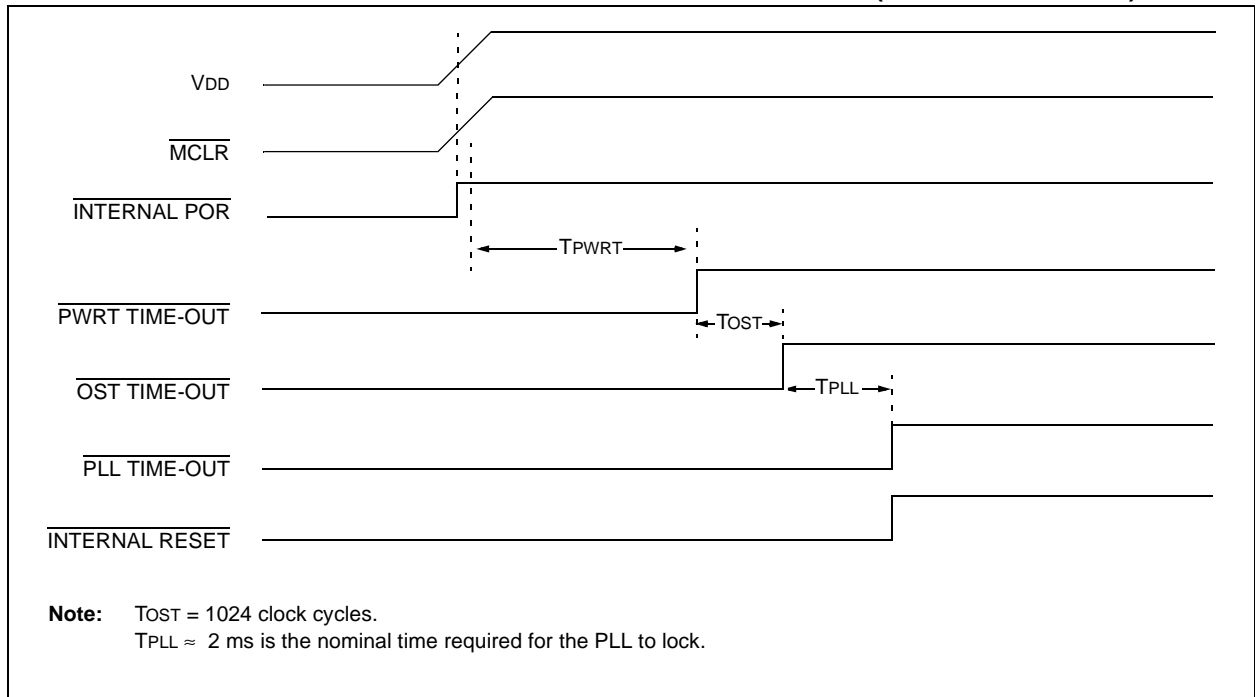 VDD
MCLR
INTERNAL POR
TPWRT
PWRT TIME-OUT
TOST
OST TIME-OUT
TPLL
PLL TIME-OUT
INTERNAL RESET
Note: TOST = 1024 clock cycles.
TPLL ≈ 2 ms is the nominal time required for the PLL to lock.